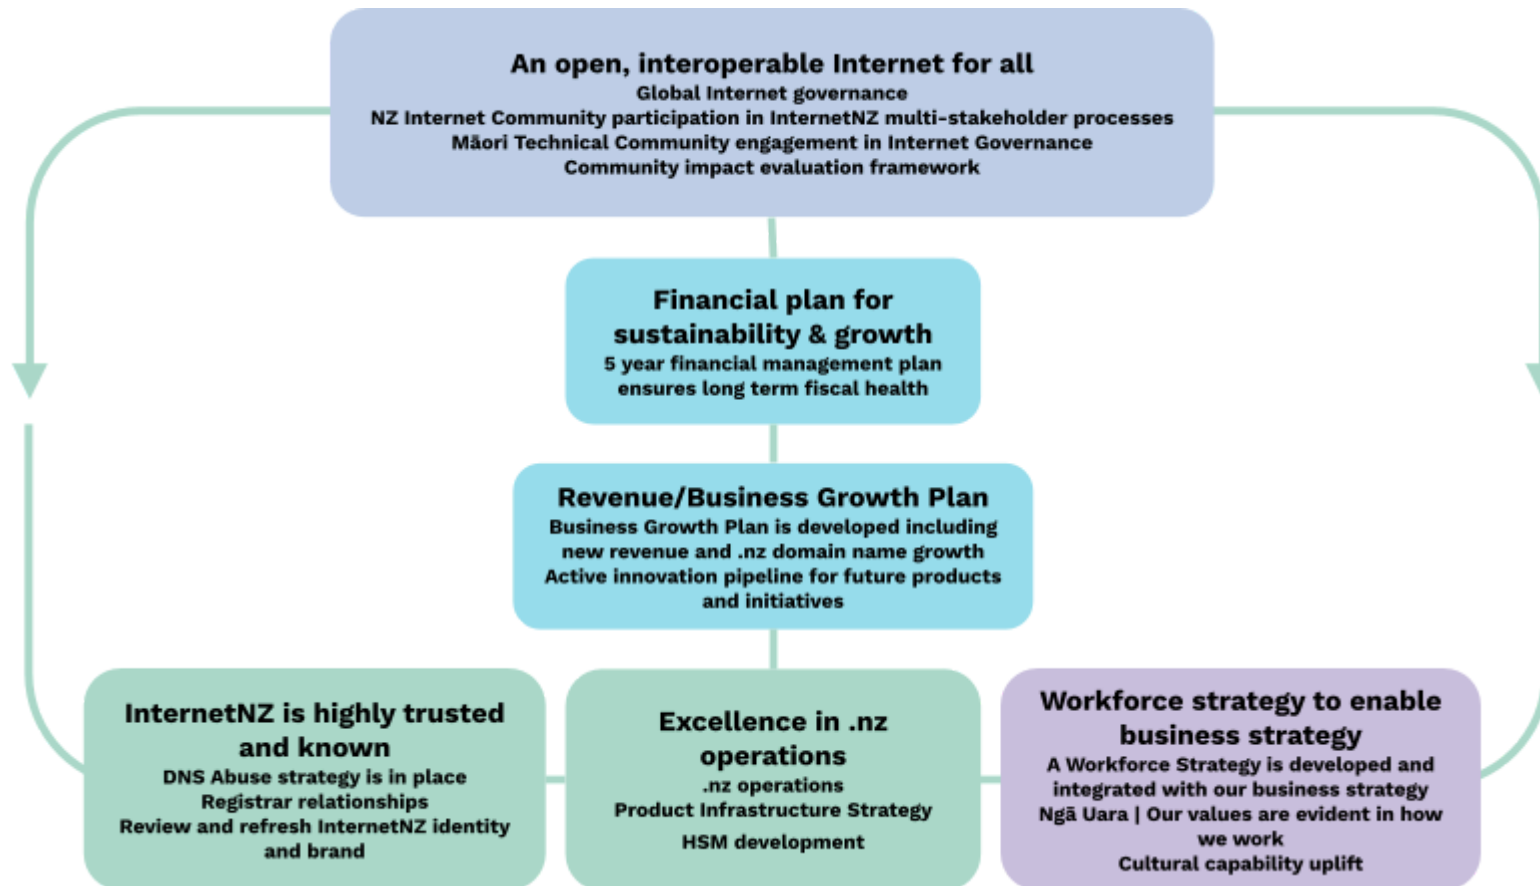 An open, interoperable Internet for all
Global Internet governance
NZ Internet Community participation in InternetNZ multi-stakeholder processes
Māori Technical Community engagement in Internet Governance
Community impact evaluation framework
Financial plan for
sustainability & growth
5 year financial management plan
ensures long term fiscal health
Revenue/Business Growth Plan
Business Growth Plan is developed including
new revenue and .nz domain name growth
Active innovation pipeline for future products
and initiatives
InternetNZ is highly trusted
and known
DNS Abuse strategy is in place
Registrar relationships
Review and refresh InternetNZ identity
and brand
Excellence in .nz
operations
.nz operations
Product Infrastructure Strategy
HSM development
Workforce strategy to enable
business strategy
A Workforce Strategy is developed and
integrated with our business strategy
Ngā Uara | Our values are evident in how
we work
Cultural capability uplift